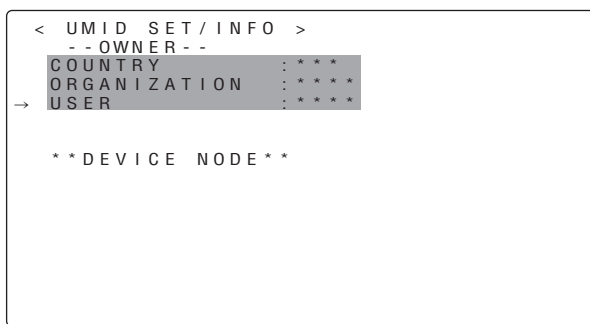 < UMID SET/INFO >
--OWNER--
COUNTRY :***
ORGANIZATION :****
→ USER :****
**DEVICE NODE**